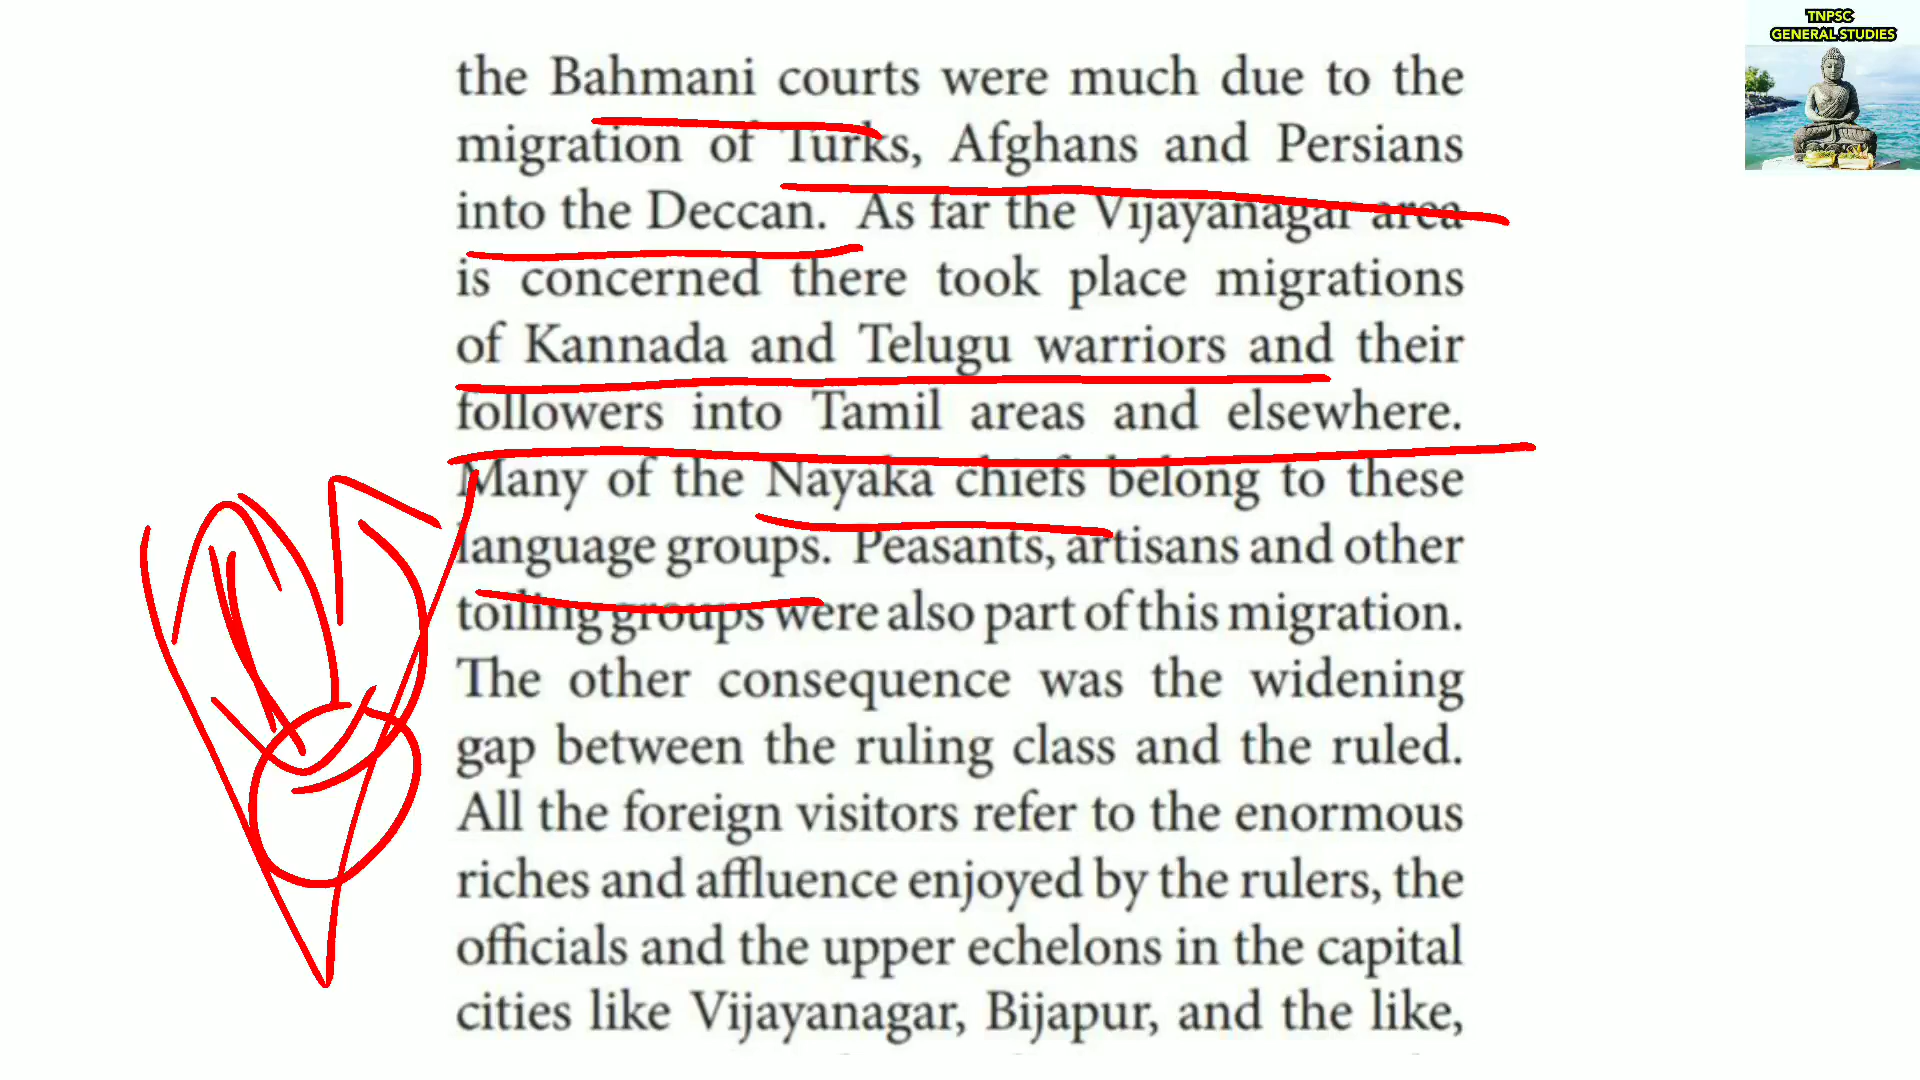 TNPSC
GENERAL STUDIES
the Bahmani courts were much due to the
migration of Turks, Afghans and Persians
into the Deccan. As far the Vijayanagar area
is concerned there took place migrations
of Kannada and Telugu warriors and their
followers into Tamil areas and elsewhere.
Many of the Nayaka chiefs belong to these
language groups. Peasants, artisans and other
toiling groups were also part of this migration.
The other consequence was the widening
gap between the ruling class and the ruled.
All the foreign visitors refer to the enormous
riches and affluence enjoyed by the rulers, the
officials and the upper echelons in the capital
cities like Vijayanagar, Bijapur, and the like,